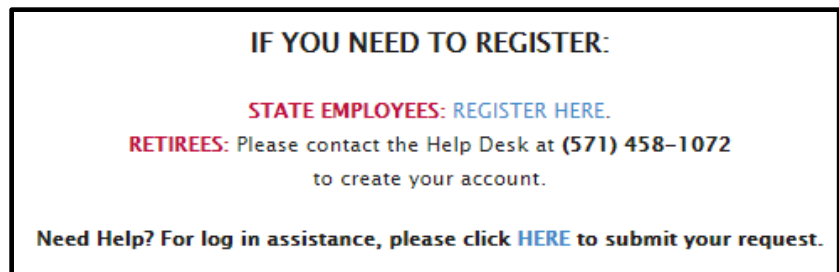 IF YOU NEED TO REGISTER:
STATE EMPLOYEES: REGISTER HERE.
RETIREES: Please contact the Help Desk at (571) 458-1072
to create your account.
Need Help? For log in assistance, please click HERE to submit your request.